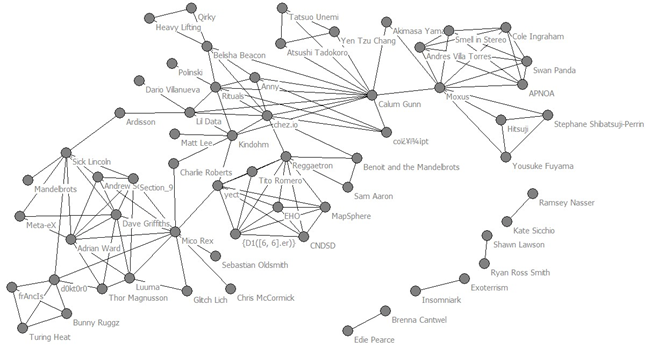 Qirky
Tatsuo Unemi
Heavy Lifting
Akimasa Yama
Smell in Stereo
Cole Ingraham
Yen Tzu Chang
Atsushi Tadokoro
Belisha Beacon
Andres Villa Torres
Swan Panda
Polinski
Anny
Dario Villanueva
Rituals
Calum Gunn
Moxus
APNOA
Ardisson
Lil Data
chez.io
Stephane Shibatsuji-Perrin
Hitsuji
Matt Lee
Kindohm
Sick Lincoln
Reggaetron
Benoit and the Mandelbrots
Yousuke Fuyama
Charlie Roberts
Tito Romero
Mandelbrots
Andrew
Section_9
yect
Sam Aaron
Ramsey Nasser
Meta-eX
Dave Griffiths
EHO
MapSphere
Kate Sicchio
Adrian Ward
Mico Rex
{D1([6, 6].er)}
CNDSD
Shawn Lawson
Sebastian Oldsmith
Ryan Ross Smith
d0kt0r0
Luuma
Exoterrism
frAncIs
Thor Magnusson
Glitch Lich
Chris McCormick
Insomniark
Bunny Ruggz
Brenna Cantwel
Turing Heat
Edie Pearce